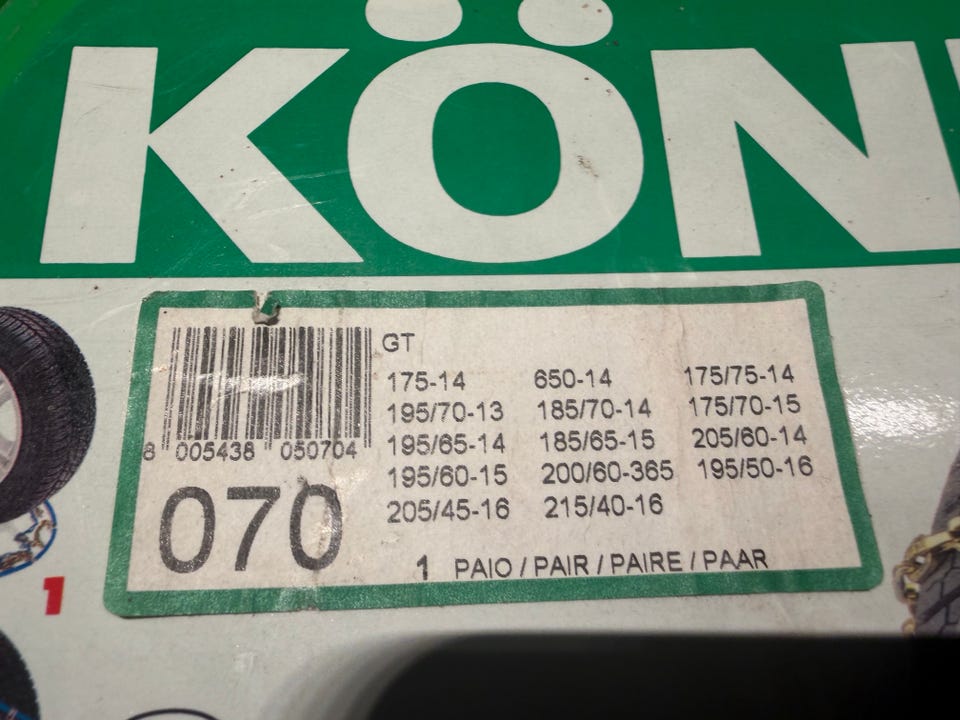 KÖN
GT
175-14 650-14 175/75-14
195/70-13 185/70-14 175/70-15
195/65-14 185/65-15 205/60-14
195/60-15 200/60-365 195/50-16
205/45-16 215/40-16
8 005438 050704
070
1 PAIO / PAIR / PAIRE / PAAR
1